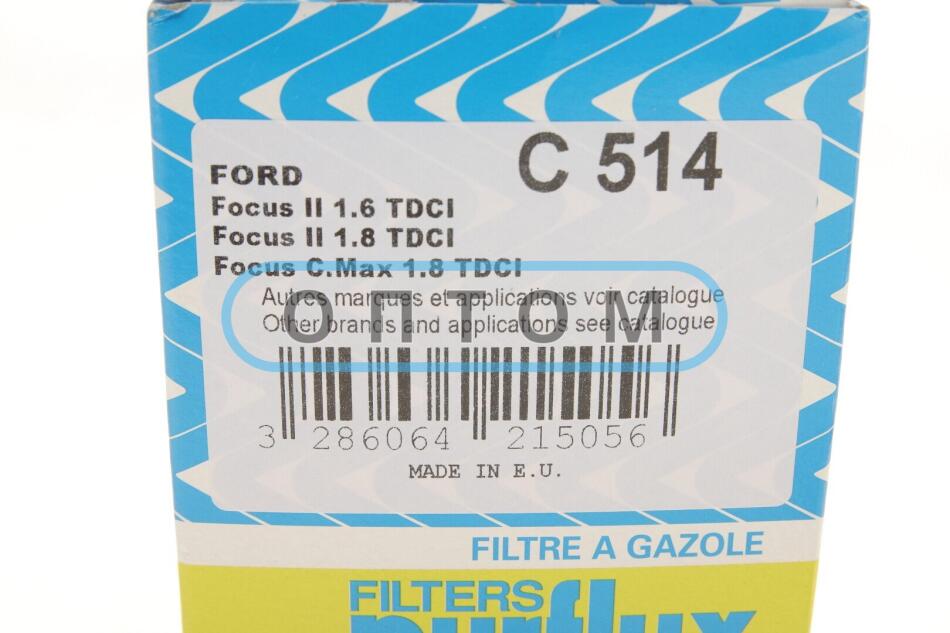 C 514
FORD
Focus II 1.6 TDCI
Focus II 1.8 TDCI
Focus C.Max 1.8 TDCI
Autres marques et applications voir catalogue
Other brands and applications see catalogue
ОПТОМ
3 286064 215056
MADE IN E.U.
FILTRE A GAZOLE
FILTERS
purflux